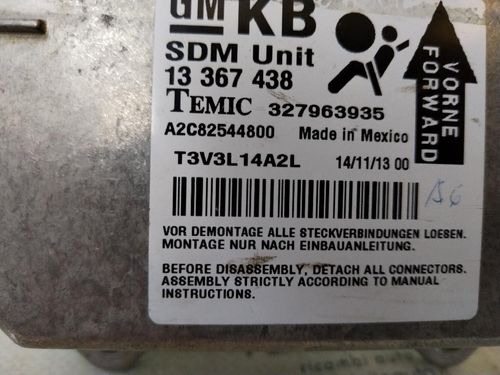 GM KB
SDM Unit
13 367 438
TEMIC 327963935
A2C82544800 Made in Mexico
T3V3L14A2L 14/11/13 00
VORNE
FORWARD
A6
VOR DEMONTAGE ALLE STECKVERBINDUNGEN LOESEN.
MONTAGE NUR NACH EINBAUANLEITUNG.
BEFORE DISASSEMBLY, DETACH ALL CONNECTORS.
ASSEMBLY STRICTLY ACCORDING TO MANUAL
INSTRUCTIONS.